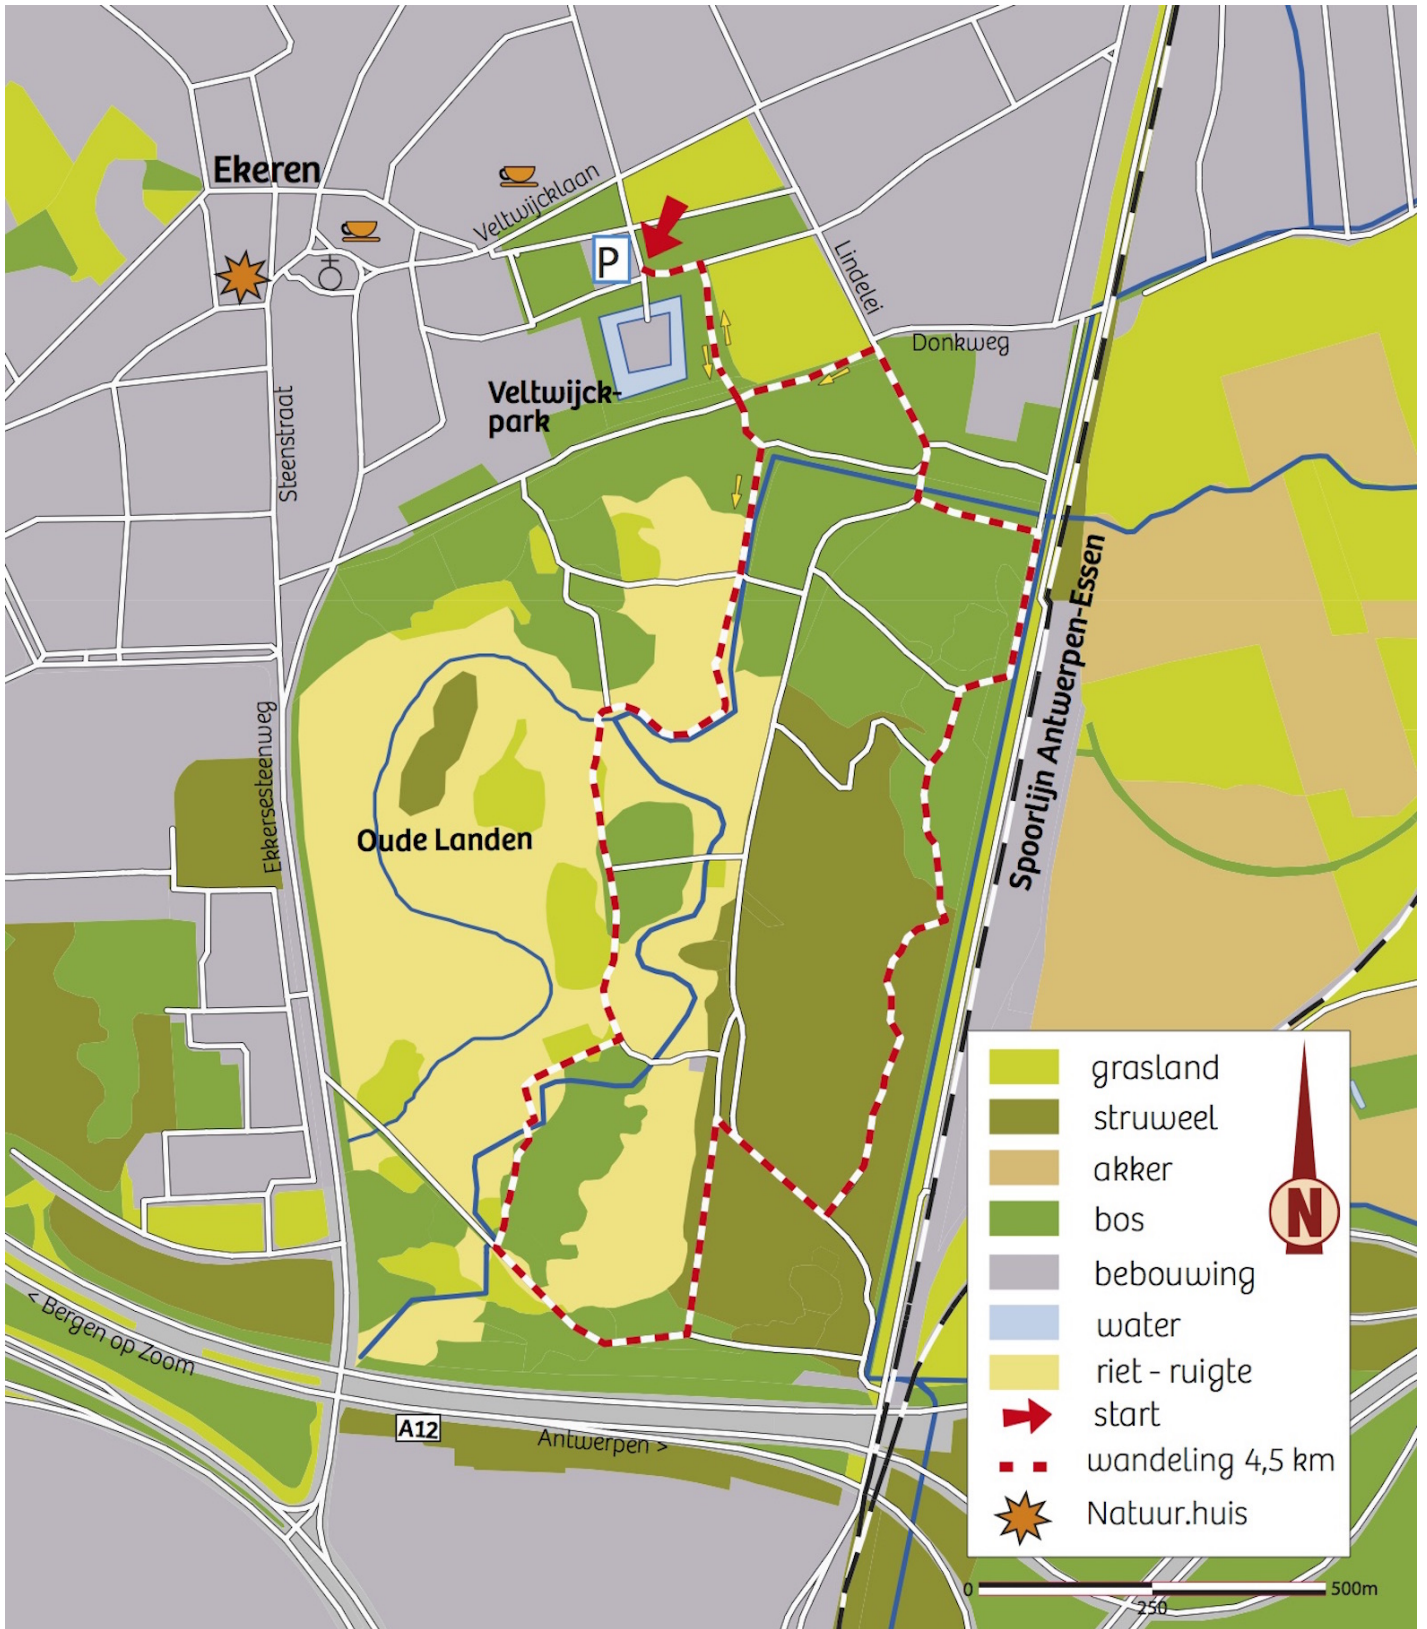 Ekeren
Veltwijcklaan
P
Lindelei
Donkweg
Veltwijck-
park
Steenstraat
Spoorlijn Antwerpen-Essen
Ekkersesteenweg
Oude Landen
< Bergen op Zoom
A12
Antwerpen >
grasland
struweel
akker
bos
bebouwing
water
riet - ruigte
start
wandeling 4,5 km
Natuur.huis
N
0
250
500m